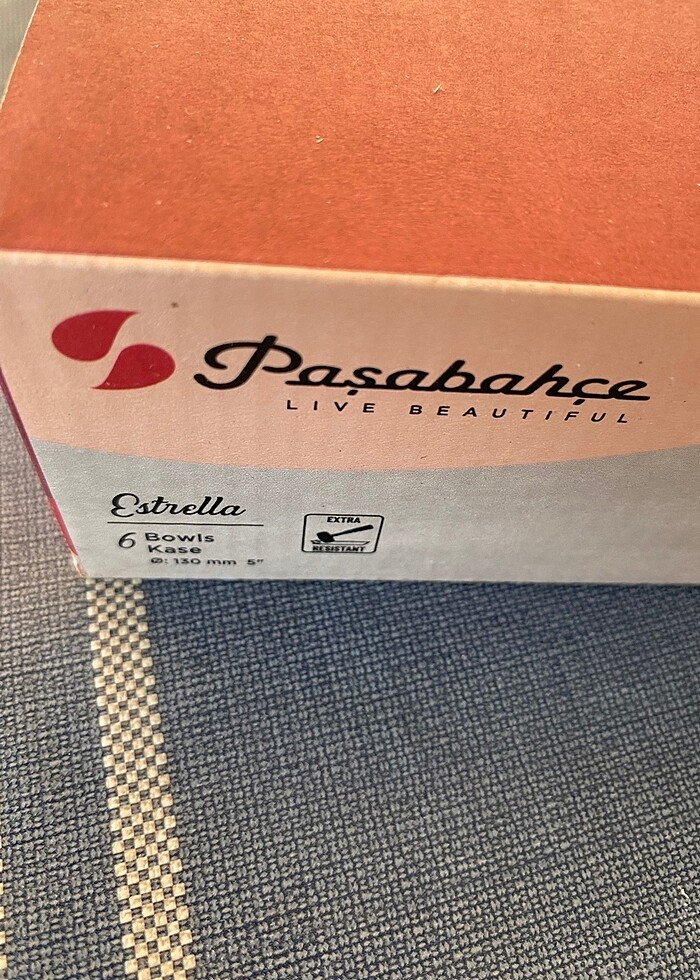 Paşabahçe
LIVE BEAUTIFUL
Estrella
6 Bowls
Kase
Ø: 130 mm 5"
EXTRA
RESISTANT